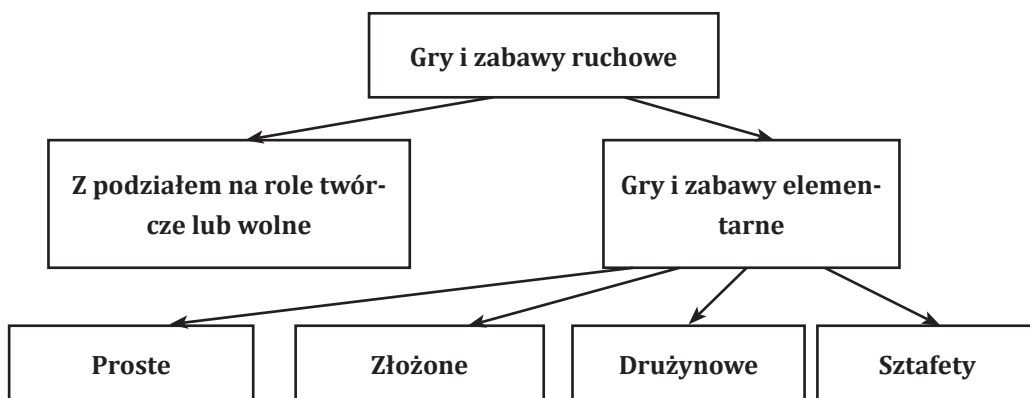 Gry i zabawy ruchowe
Z podziałem na role twór-
cze lub wolne
Gry i zabawy elemen-
tarne
Proste
Złożone
Drużynowe
Sztafety